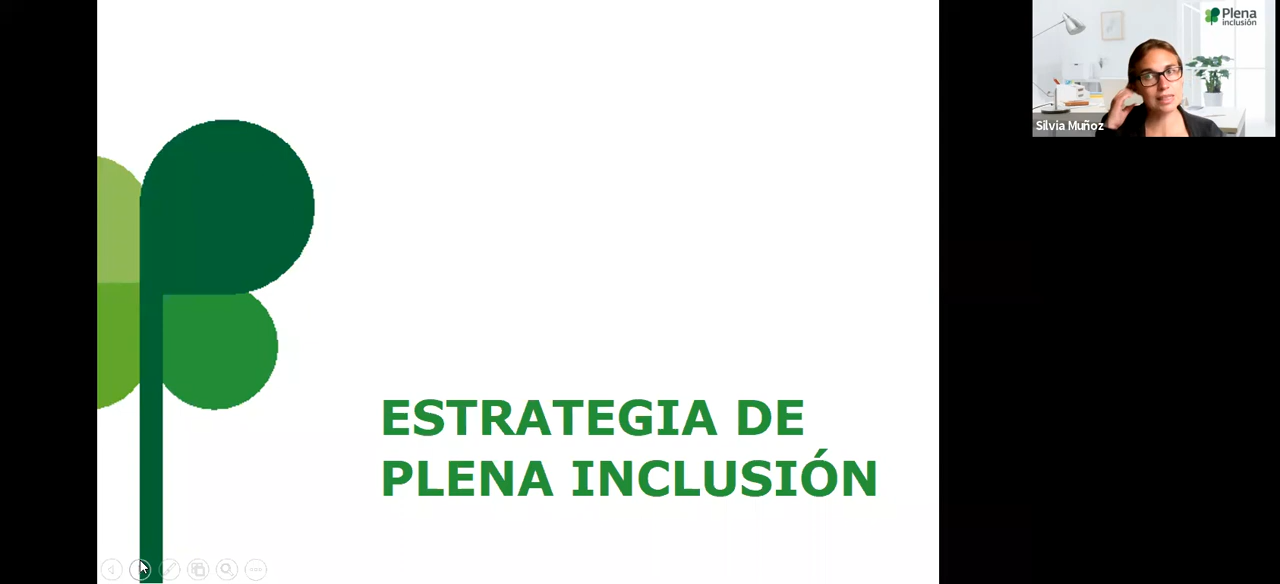 ESTRATEGIA DE
PLENA INCLUSIÓN
Plena
inclusión
Silvia Muñoz